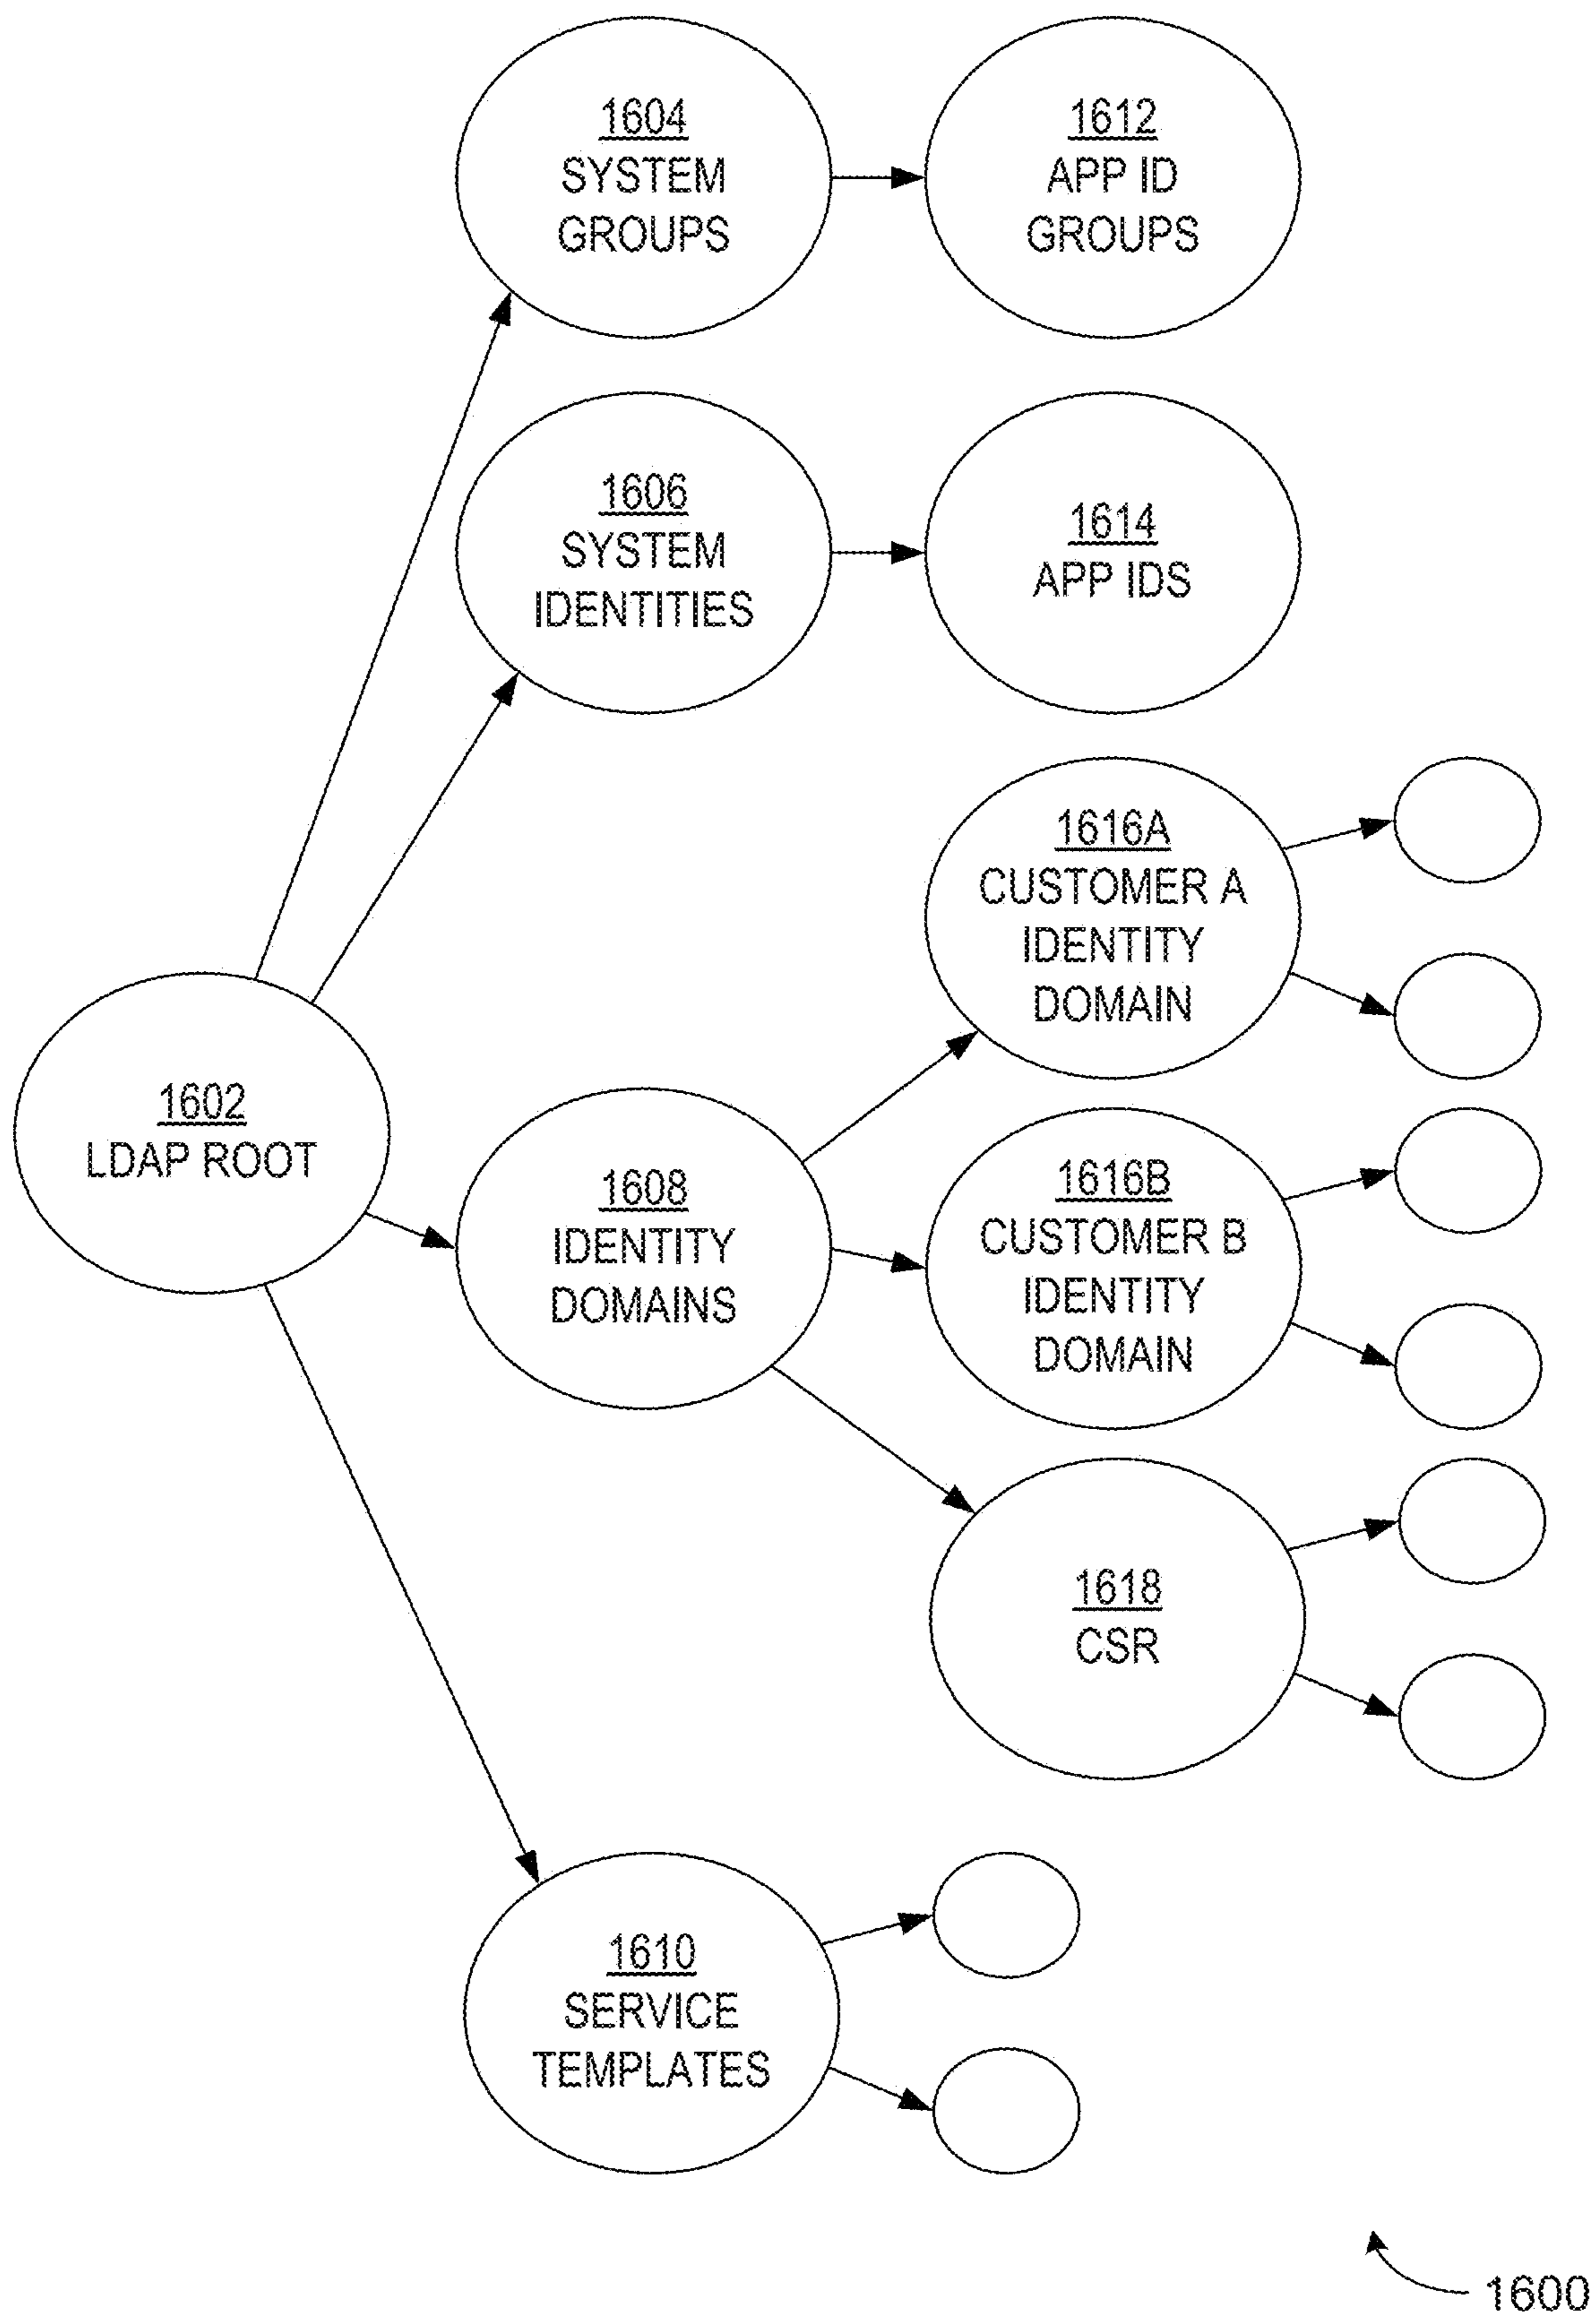 1604
SYSTEM
GROUPS
1612
APP ID
GROUPS
1606
SYSTEM
IDENTITIES
1614
APP IDS
1616A
CUSTOMER A
IDENTITY
DOMAIN
1602
LDAP ROOT
1608
IDENTITY
DOMAINS
1616B
CUSTOMER B
IDENTITY
DOMAIN
1618
CSR
1610
SERVICE
TEMPLATES
1600